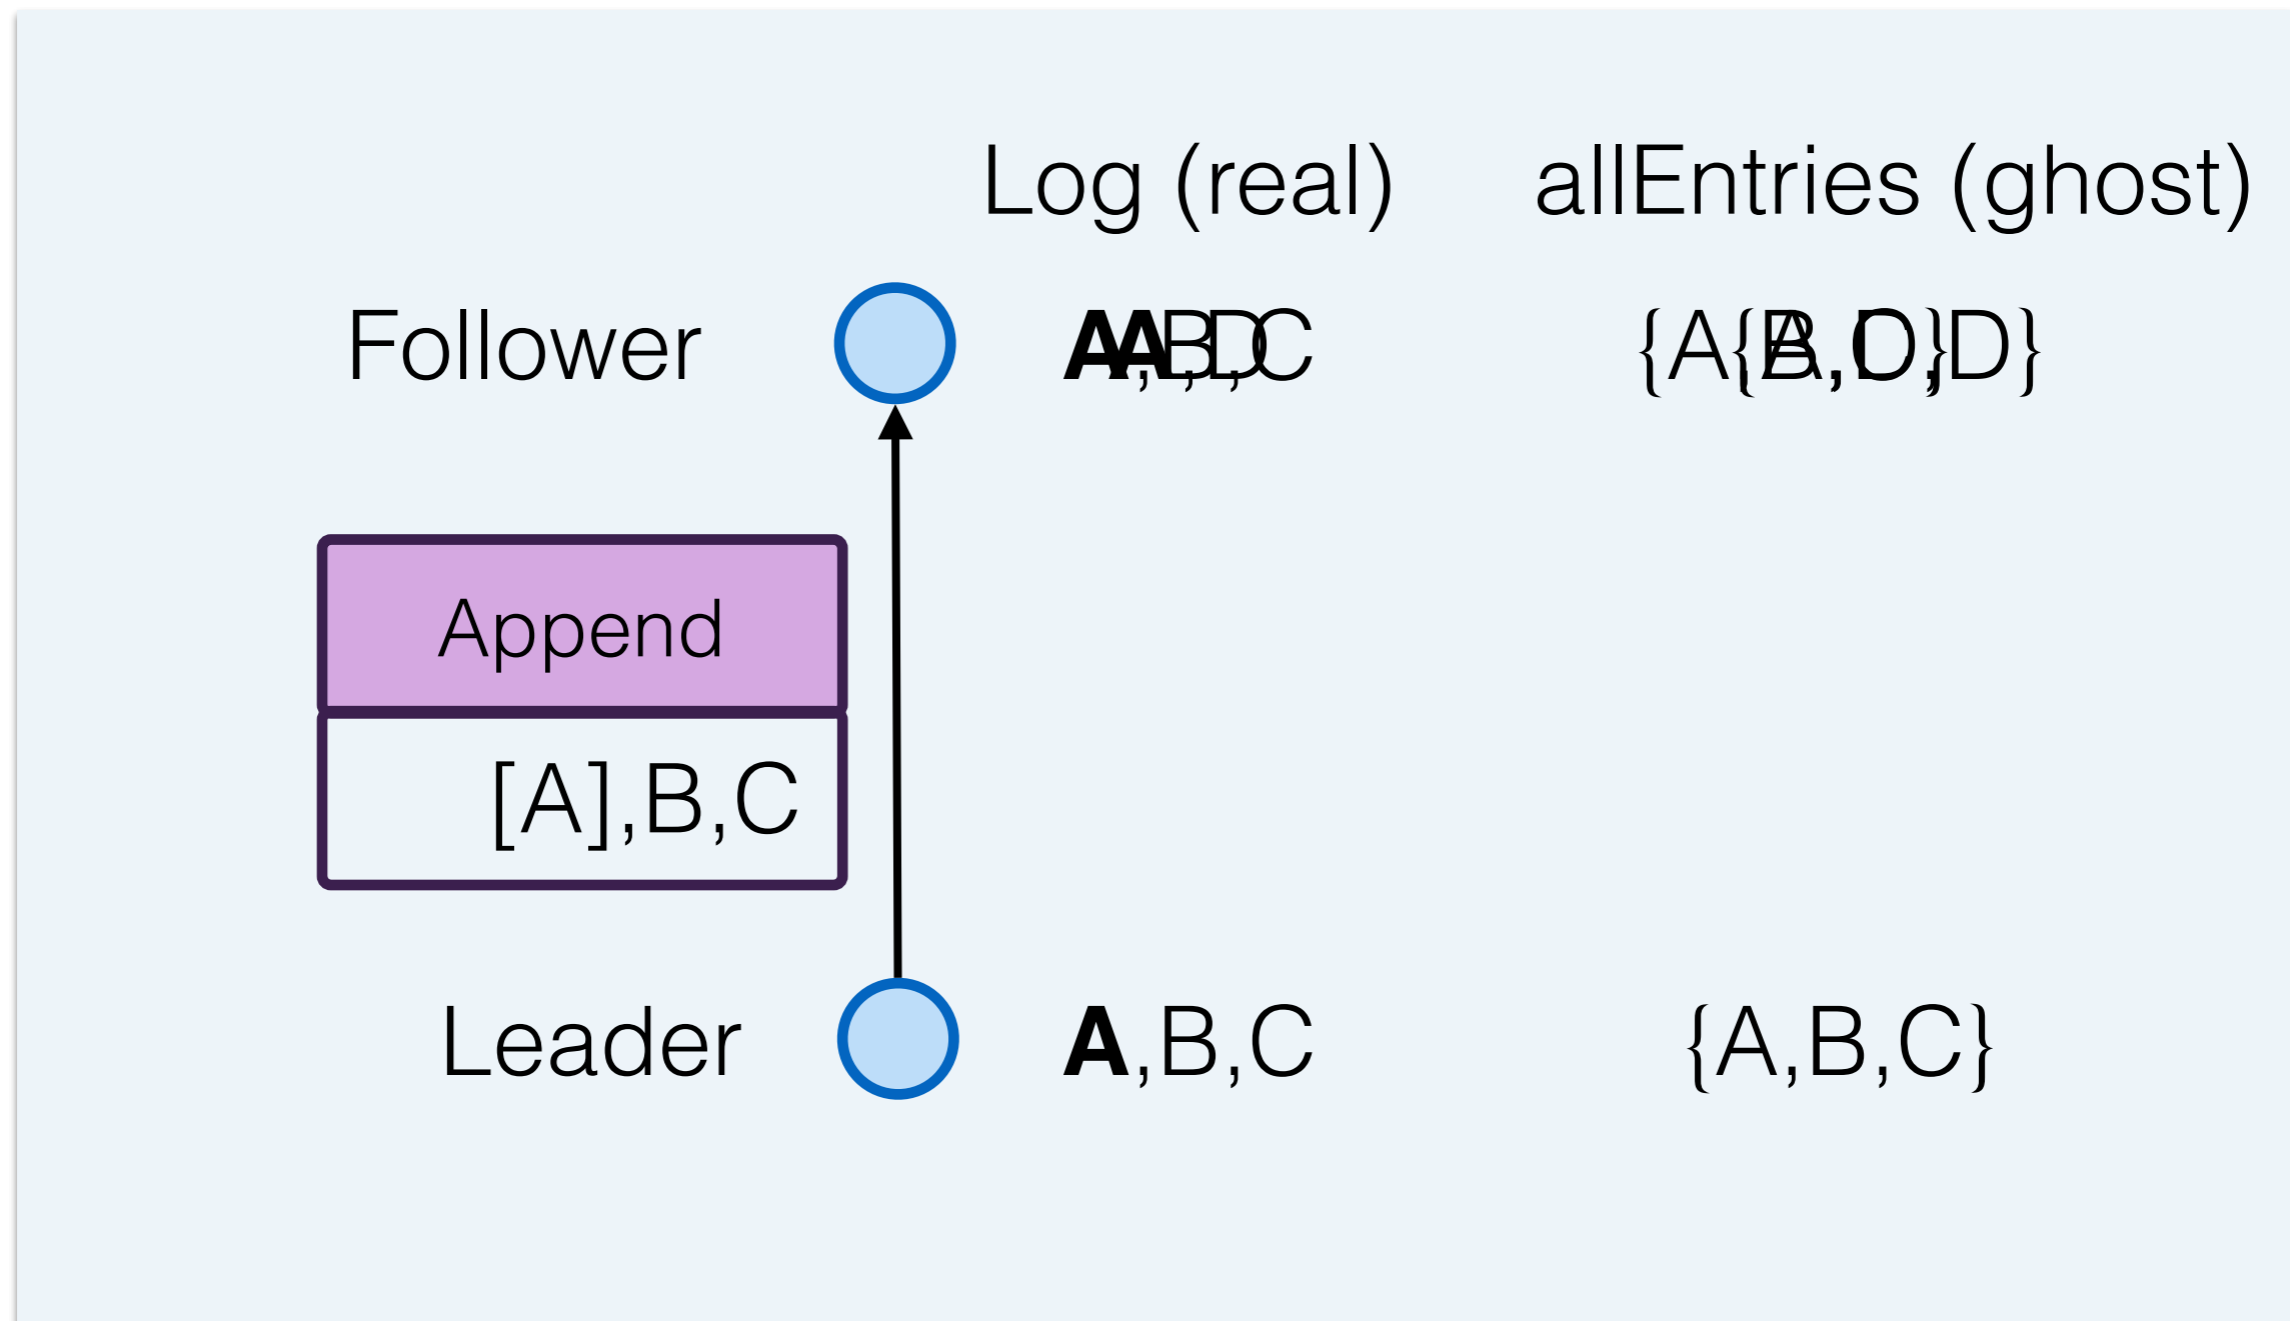 Log (real) allEntries (ghost)
Follower A,D A,B,C {A,D} {A,B,C,D}
Append
[A],B,C
Leader A,B,C {A,B,C}